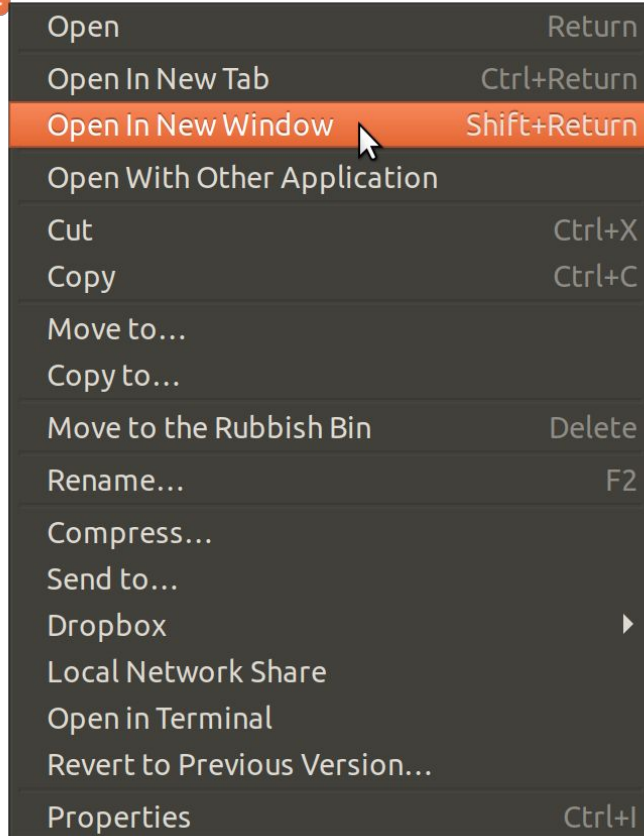 Open Return
Open In New Tab Ctrl+Return
Open In New Window Shift+Return
Open With Other Application
Cut Ctrl+X
Copy Ctrl+C
Move to…
Copy to…
Move to the Rubbish Bin Delete
Rename… F2
Compress…
Send to…
Dropbox
Local Network Share
Open in Terminal
Revert to Previous Version…
Properties Ctrl+I